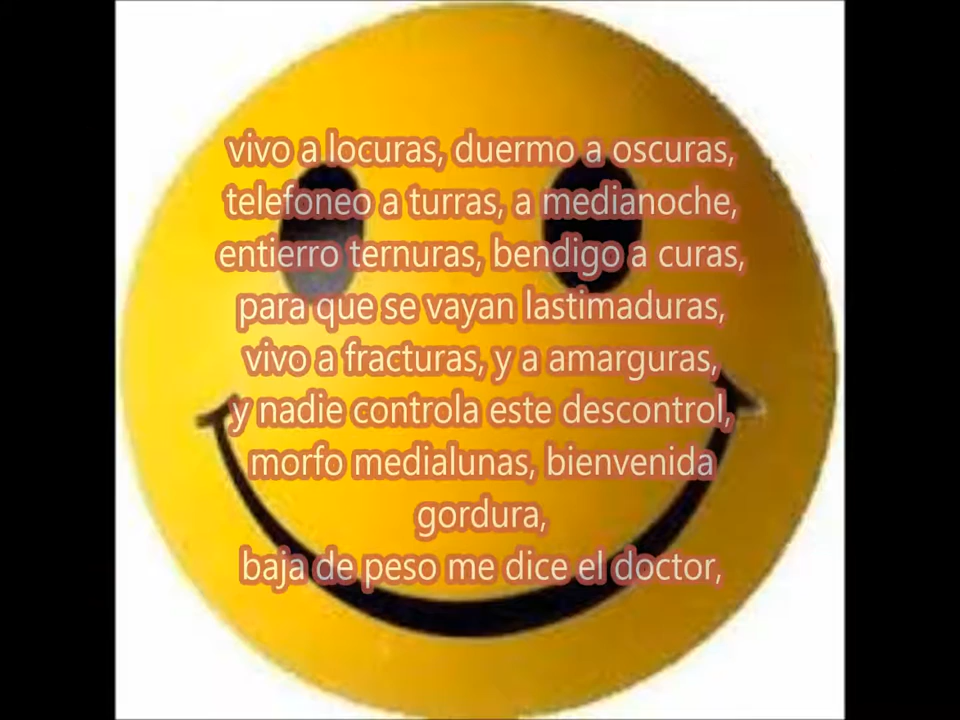 vivo a locuras, duermo a oscuras,
telefoneo a turras, a medianoche,
entierro ternuras, bendigo a curas,
para que se vayan lastimaduras,
vivo a fracturas, y a amarguras,
y nadie controla este descontrol,
morfo medialunas, bienvenida
gordura,
baja de peso me dice el doctor,